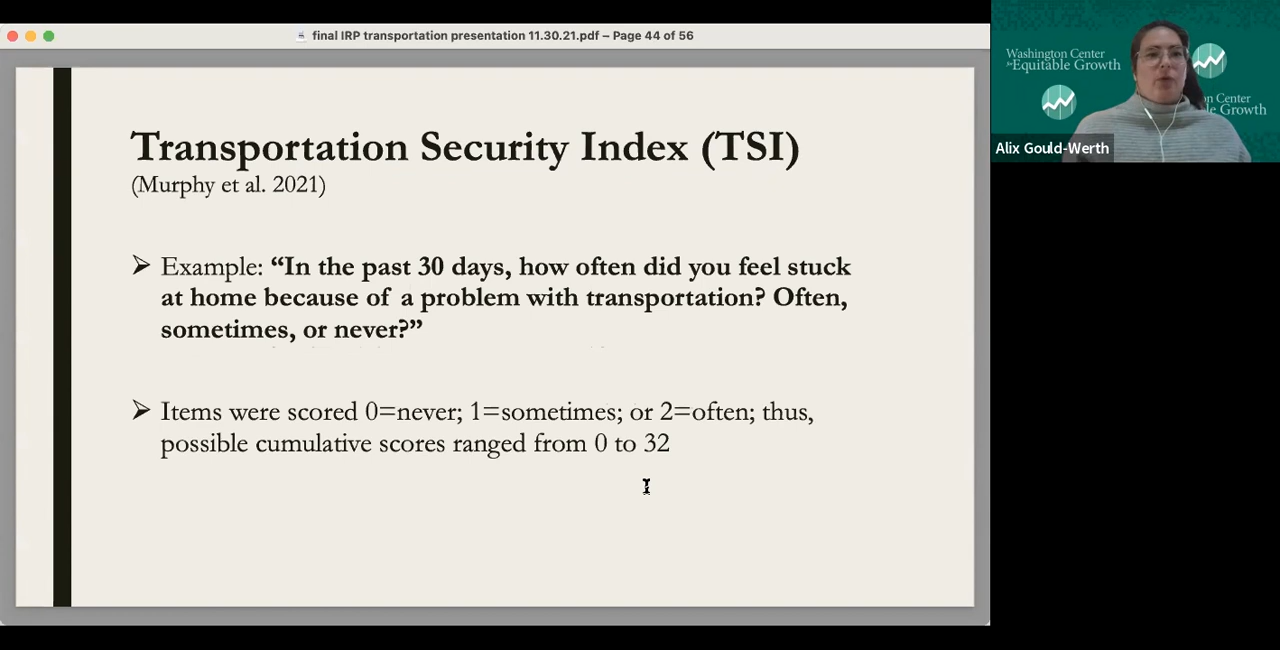 final IRP transportation presentation 11.30.21.pdf – Page 44 of 56
Transportation Security Index (TSI)
(Murphy et al. 2021)
➢ Example: “In the past 30 days, how often did you feel stuck
at home because of a problem with transportation? Often,
sometimes, or never?”
➢ Items were scored 0=never; 1=sometimes; or 2=often; thus,
possible cumulative scores ranged from 0 to 32
Washington Center
for Equitable Growth
n Center
le Growth
Alix Gould-Werth